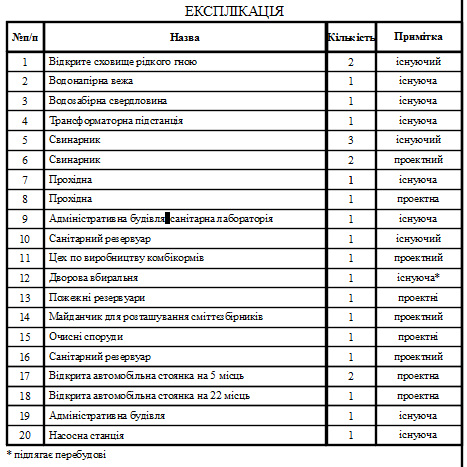 ЕКСПЛІКАЦІЯ
№п/п Назва Кількість Примітка
1 Відкрите сховище рідкого гною 2 існуючий
2 Водонапірна вежа 1 існуюча
3 Водозабірна свердловина 1 існуюча
4 Трансформаторна підстанція 1 існуюча
5 Свинарник 3 існуючий
6 Свинарник 2 проектний
7 Прохідна 1 існуюча
8 Прохідна 1 проектна
9 Адміністративна будівля, санітарна лабораторія 1 існуюча
10 Санітарний резервуар 1 існуючий
11 Цех по виробництву комбікормів 1 проектний
12 Дворова вбиральня 1 існуюча*
13 Пожежні резервуари 1 проектні
14 Майданчик для розташування сміттєзбірників 1 проектний
15 Очисні споруди 1 проектні
16 Санітарний резервуар 1 проектний
17 Відкрита автомобільна стоянка на 5 місць 2 проектна
18 Відкрита автомобільна стоянка на 22 місць 1 проектна
19 Адміністративна будівля 1 існуюча
20 Насосна станція 1 існуюча
* підлягає перебудові